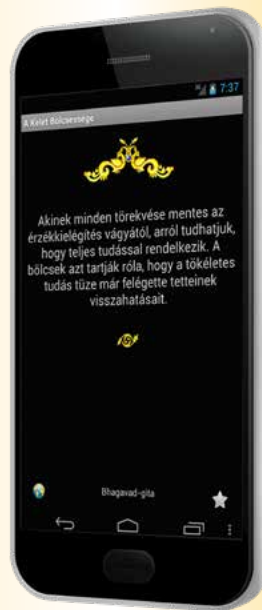 7:37
A Kelet Bölcsessége
Akinek minden törekvése mentes az
érzékkielégítés vágyától, arról tudhatjuk,
hogy teljes tudással rendelkezik. A
bölcsek azt tartják róla, hogy a tökéletes
tudás tüze már felégette tetteinek
visszahatásait.
Bhagavad-gíta